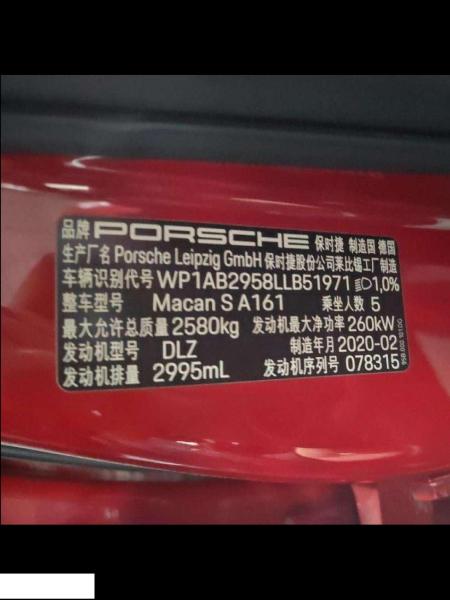 品牌 PORSCHE 保时捷 制造国 德国
生产厂名 Porsche Leipzig GmbH 保时捷股份公司莱比锡工厂制造
车辆识别代号 WP1AB2958LLB51971 1,0%
整车型号 Macan S A161 乘坐人数 5
最大允许总质量 2580kg 发动机最大净功率 260kW
发动机型号 DLZ 制造年月 2020-02
发动机排量 2995mL 发动机序列号 078315